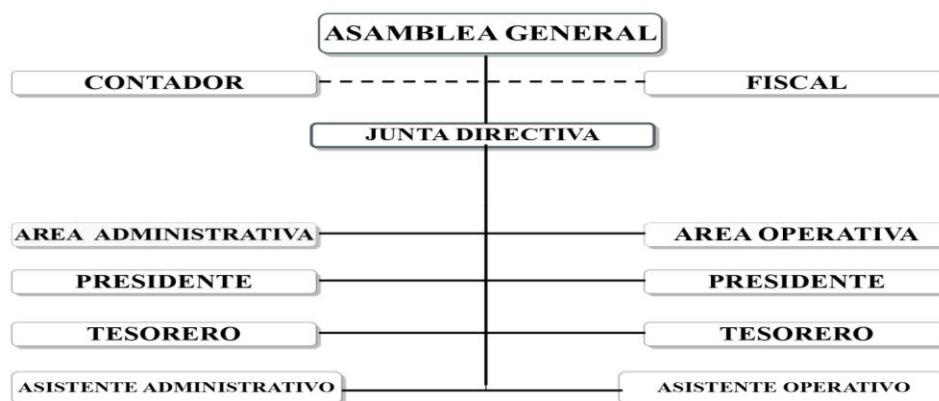 ASAMBLEA GENERAL
CONTADOR
FISCAL
JUNTA DIRECTIVA
AREA ADMINISTRATIVA
AREA OPERATIVA
PRESIDENTE
PRESIDENTE
TESORERO
TESORERO
ASISTENTE ADMINISTRATIVO
ASISTENTE OPERATIVO